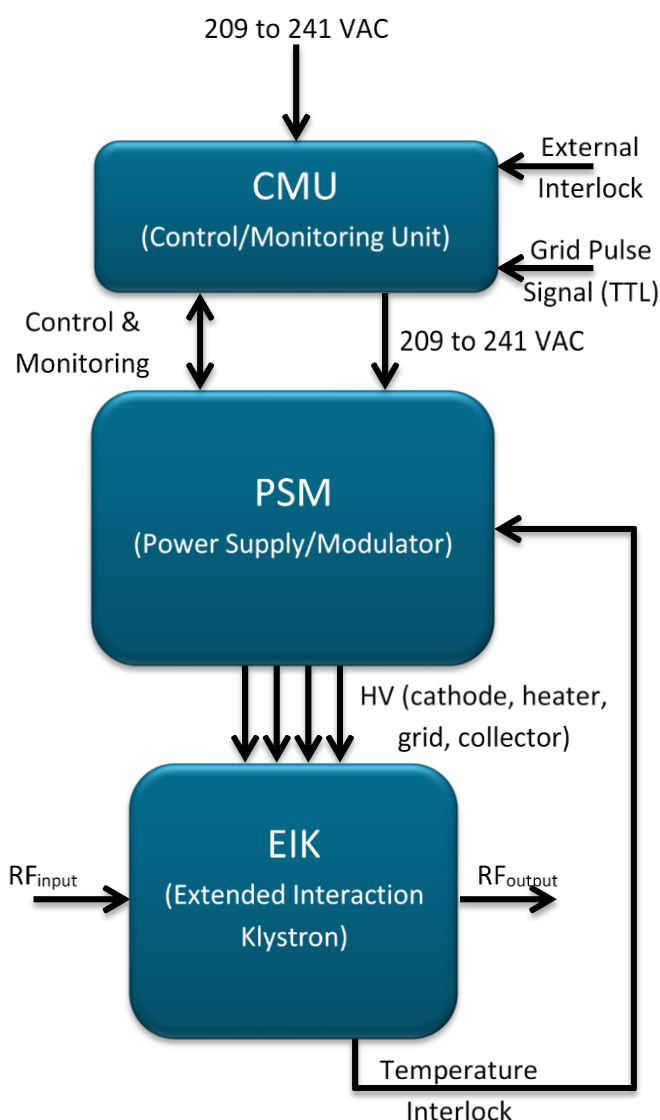 209 to 241 VAC
CMU
(Control/Monitoring Unit)
External
Interlock
Grid Pulse
Signal (TTL)
Control &
Monitoring
209 to 241 VAC
PSM
(Power Supply/Modulator)
HV (cathode, heater,
grid, collector)
EIK
(Extended Interaction
Klystron)
RFinput
RFoutput
Temperature
Interlock